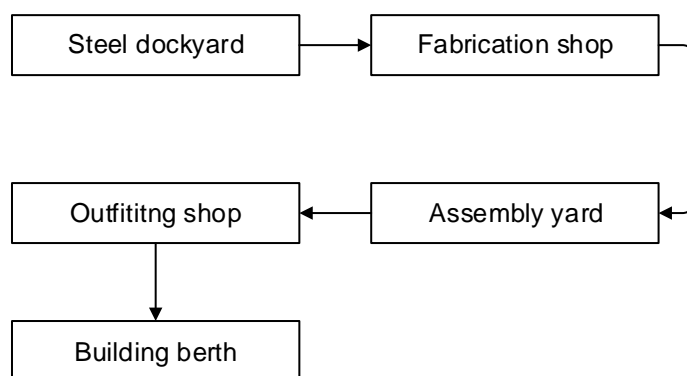 Steel dockyard
Fabrication shop
Assembly yard
Outfititng shop
Building berth